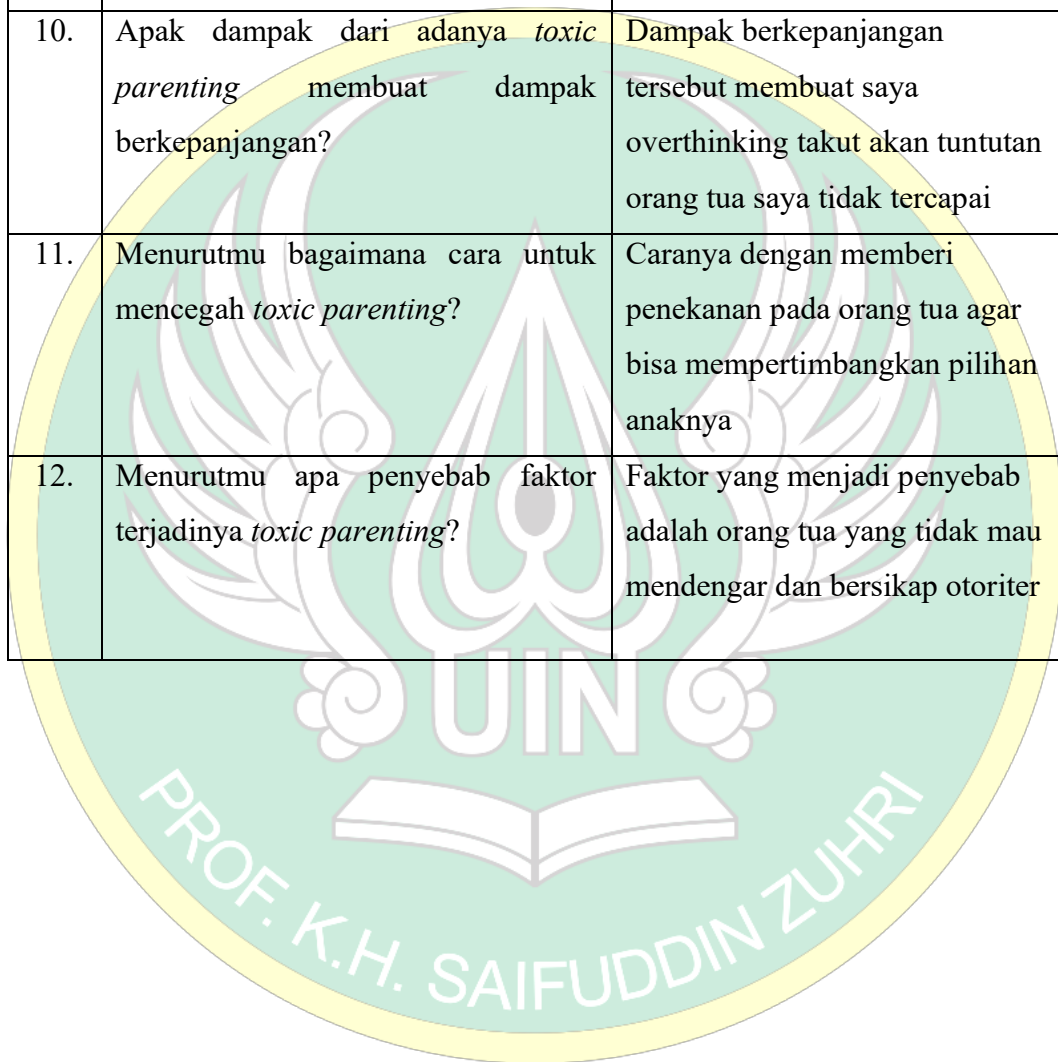 10. Apak dampak dari adanya toxic parenting membuat dampak berkepanjangan?
Dampak berkepanjangan tersebut membuat saya overthinking takut akan tuntutan orang tua saya tidak tercapai
11. Menurutmu bagaimana cara untuk mencegah toxic parenting?
Caranya dengan memberi penekanan pada orang tua agar bisa mempertimbangkan pilihan anaknya
12. Menurutmu apa penyebab faktor terjadinya toxic parenting?
Faktor yang menjadi penyebab adalah orang tua yang tidak mau mendengar dan bersikap otoriter
UIN
PROF. K.H. SAIFUDDIN ZUHRI